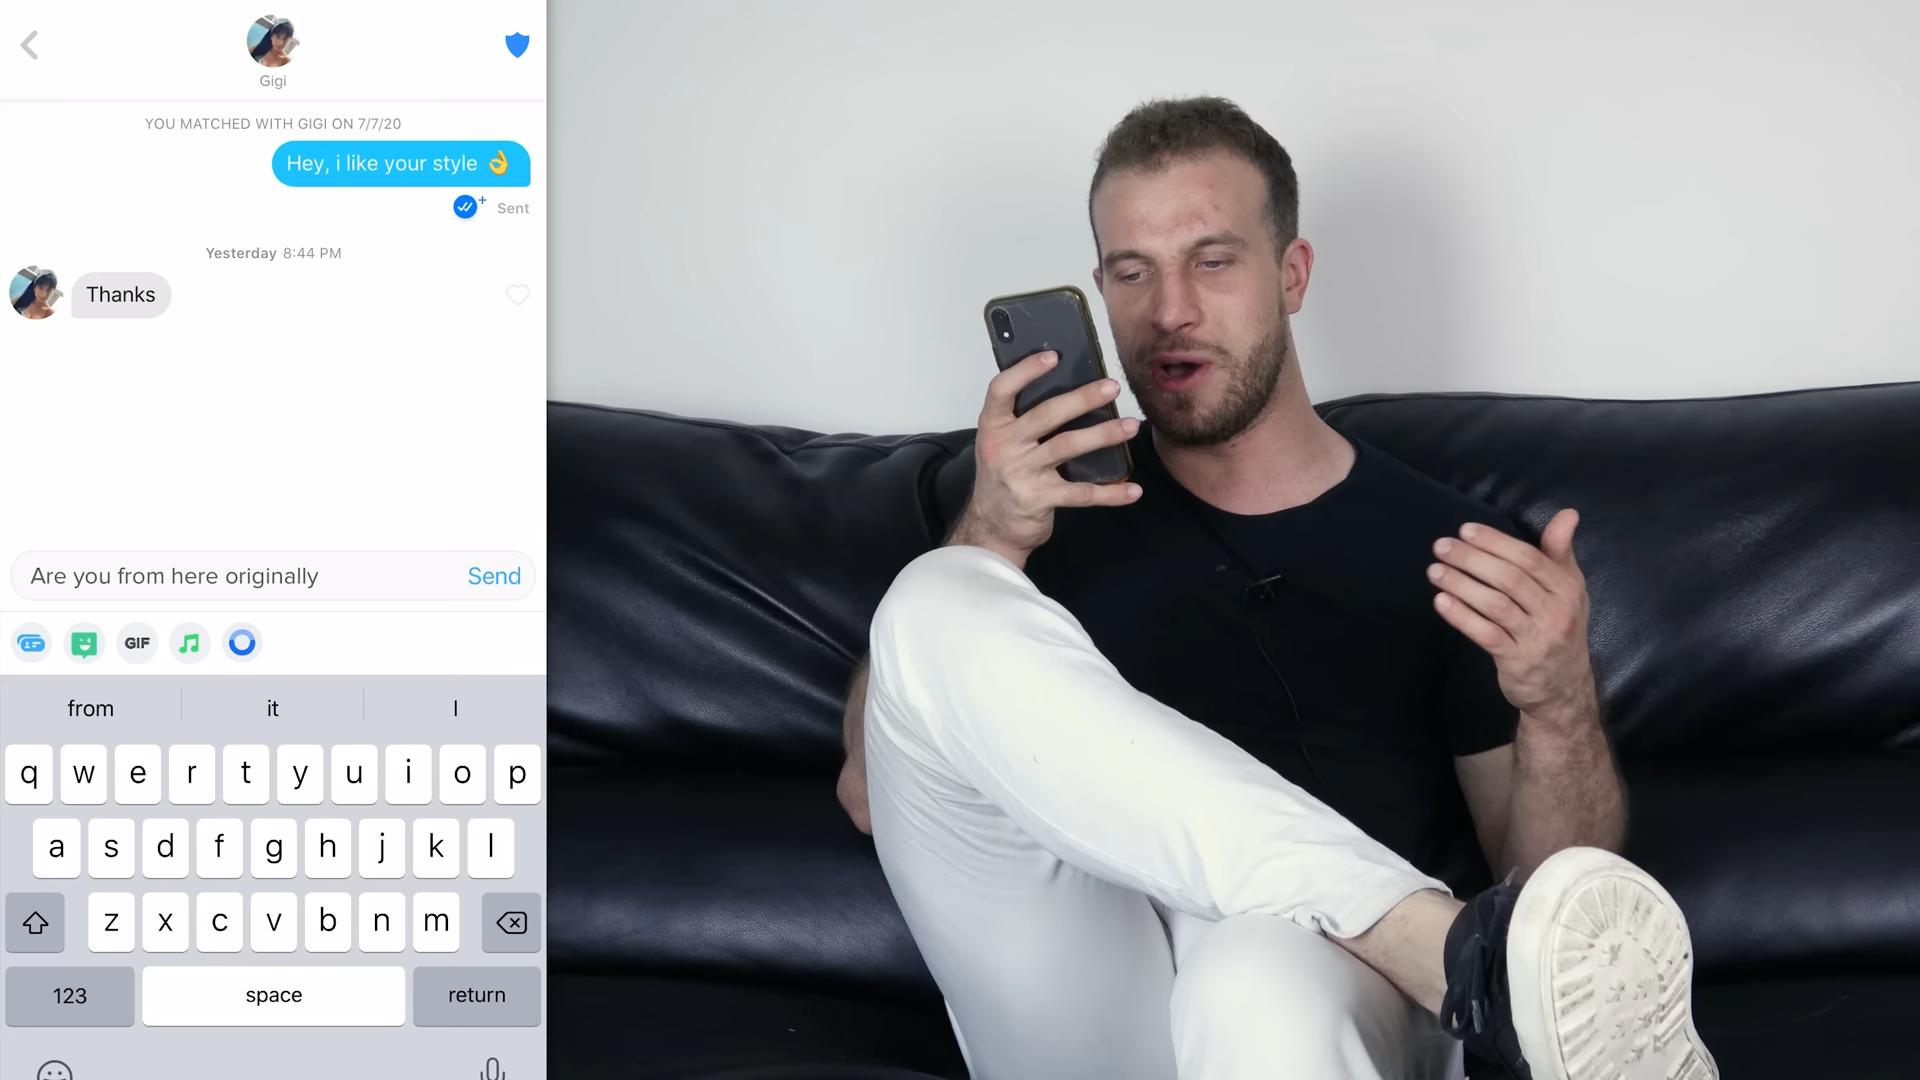 Gigi
YOU MATCHED WITH GIGI ON 7/7/20
Hey, i like your style 👌
Sent
Yesterday 8:44 PM
Thanks
Are you from here originally Send
GIF
from it I
q w e r t y u i o p
a s d f g h j k l
z x c v b n m
123 space return